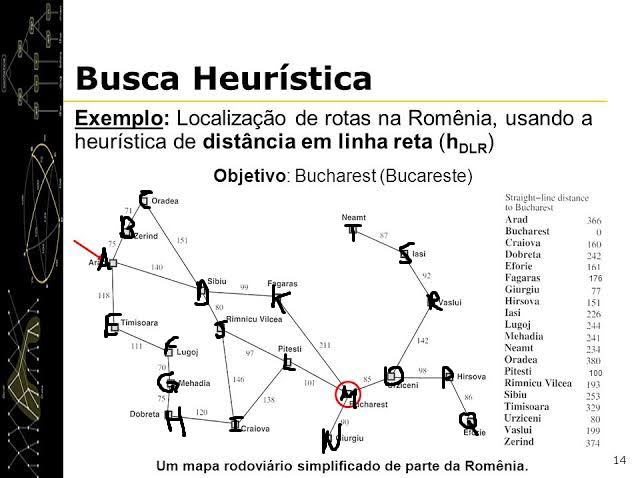 Busca Heurística
Exemplo: Localização de rotas na Romênia, usando a
heurística de distância em linha reta (hDLR)
Objetivo: Bucharest (Bucareste)
C Oradea
71
B Zerind
75
151
A Arad
140
118
D Sibiu
99
Fagaras
K
80
J Rimnicu Vilcea
E Timisoara
111
F Lugoj
70
G Mehadia
75
Dobreta H
120
I Craiova
146
97
138
Pitesti
L
211
101
M Bucharest
90
N Giurgiu
85
O Urziceni
98
P Hirsova
86
Q Eforie
142
R Vaslui
92
S Iasi
87
Neamt
T
Straight-line distance
to Bucharest
Arad 366
Bucharest 0
Craiova 160
Dobreta 242
Eforie 161
Fagaras 176
Giurgiu 77
Hirsova 151
Iasi 226
Lugoj 244
Mehadia 241
Neamt 234
Oradea 380
Pitesti 100
Rimnicu Vilcea 193
Sibiu 253
Timisoara 329
Urziceni 80
Vaslui 199
Zerind 374
Um mapa rodoviário simplificado de parte da Romênia.
14